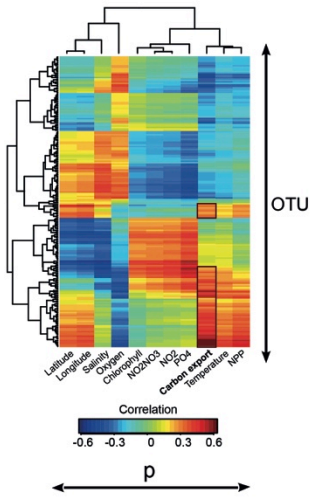 OTU
Latitude
Longitude
Salinity
Oxygen
Chlorophyll
NO2NO3
NO2
PO4
Carbon export
Temperature
NPP
Correlation
-0.6 -0.3 0 0.3 0.6
p